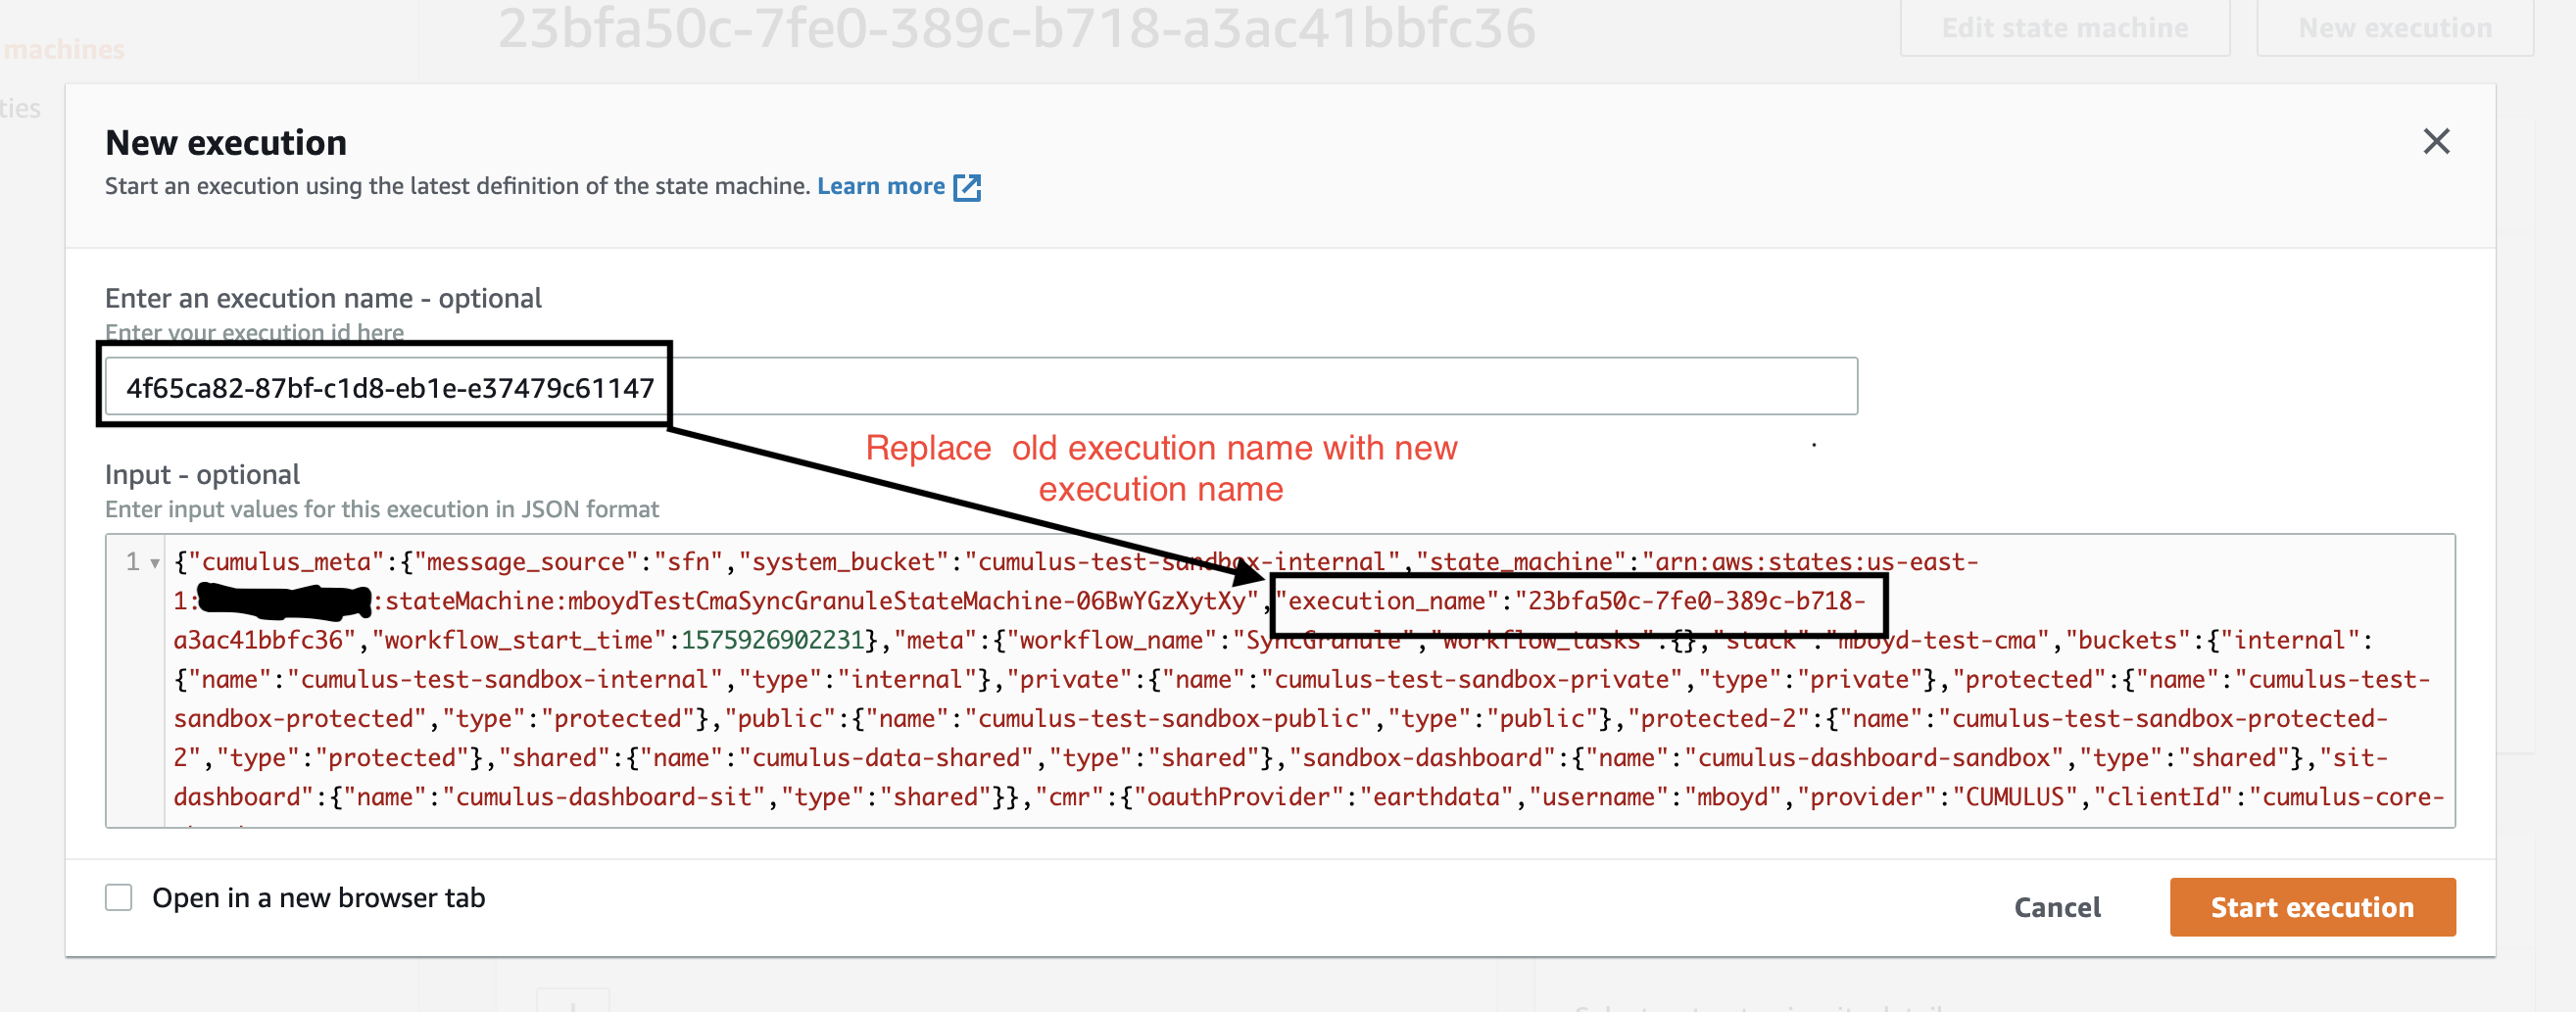 23bfa50c-7fe0-389c-b718-a3ac41bbfc36
Edit state machine
New execution
machines
ties
New execution
Start an execution using the latest definition of the state machine. Learn more
Enter an execution name - optional
Enter your execution id here
4f65ca82-87bf-c1d8-eb1e-e37479c61147
Replace old execution name with new
execution name
Input - optional
Enter input values for this execution in JSON format
1 {"cumulus_meta":{"message_source":"sfn","system_bucket":"cumulus-test-sandbox-internal","state_machine":"arn:aws:states:us-east-
1::stateMachine:mboydTestCmaSyncGranuleStateMachine-06BwYGzXytXy","execution_name":"23bfa50c-7fe0-389c-b718-
a3ac41bbfc36","workflow_start_time":1575926902231},"meta":{"workflow_name":"SyncGranule","workflow_tasks":{},"stack":"mboyd-test-cma","buckets":{"internal":
{"name":"cumulus-test-sandbox-internal","type":"internal"},"private":{"name":"cumulus-test-sandbox-private","type":"private"},"protected":{"name":"cumulus-test-
sandbox-protected","type":"protected"},"public":{"name":"cumulus-test-sandbox-public","type":"public"},"protected-2":{"name":"cumulus-test-sandbox-protected-
2","type":"protected"},"shared":{"name":"cumulus-data-shared","type":"shared"},"sandbox-dashboard":{"name":"cumulus-dashboard-sandbox","type":"shared"},"sit-
dashboard":{"name":"cumulus-dashboard-sit","type":"shared"}},"cmr":{"oauthProvider":"earthdata","username":"mboyd","provider":"CUMULUS","clientId":"cumulus-core-
Open in a new browser tab
Cancel
Start execution